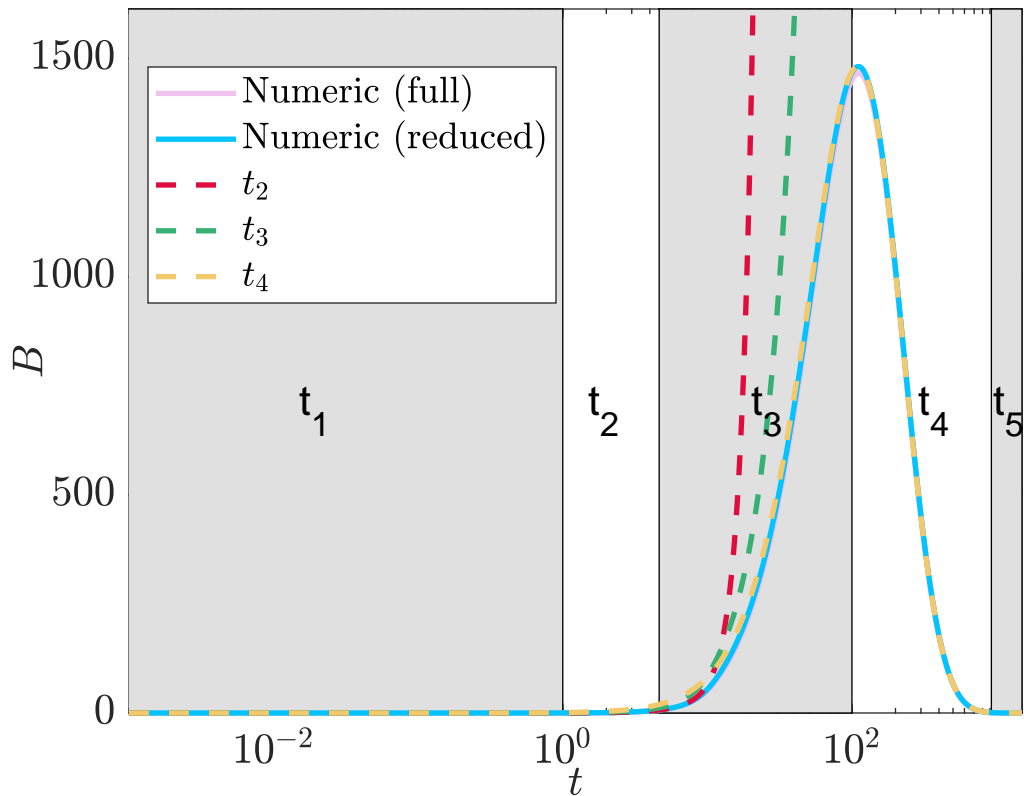 1500
1000
500
0
B
Numeric (full)
Numeric (reduced)
t₂
t₃
t₄
t₁
t₂
t₃
t₄
t₅
10⁻²
10⁰
10²
t